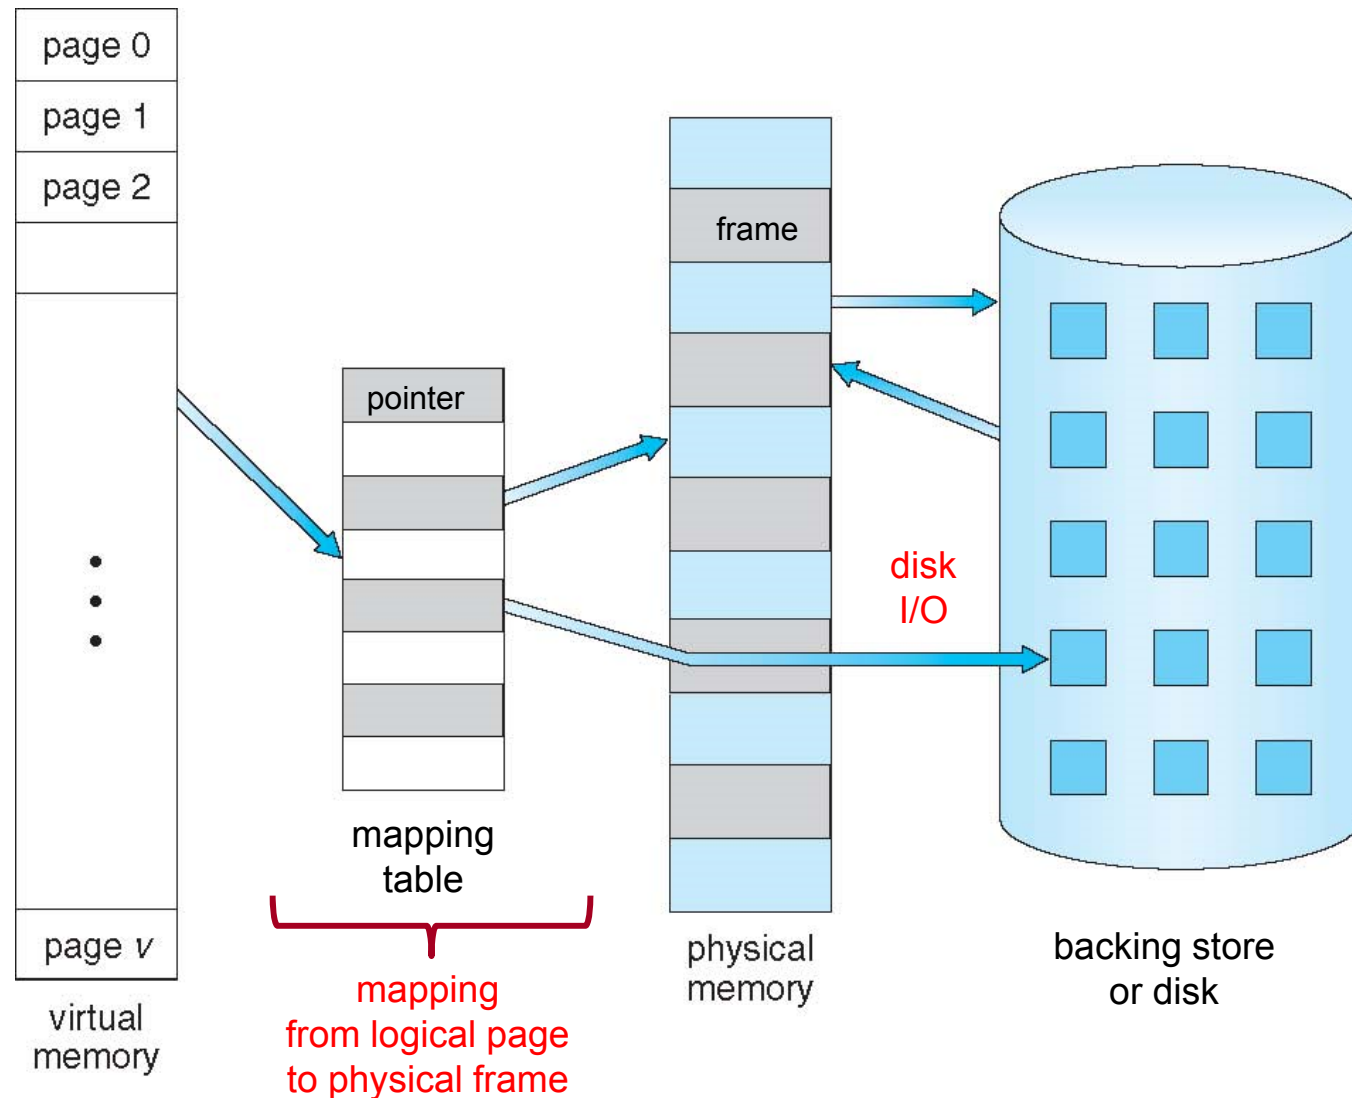 page 0
page 1
page 2
page v
virtual
memory
pointer
mapping
table
mapping
from logical page
to physical frame
frame
physical
memory
disk
I/O
backing store
or disk